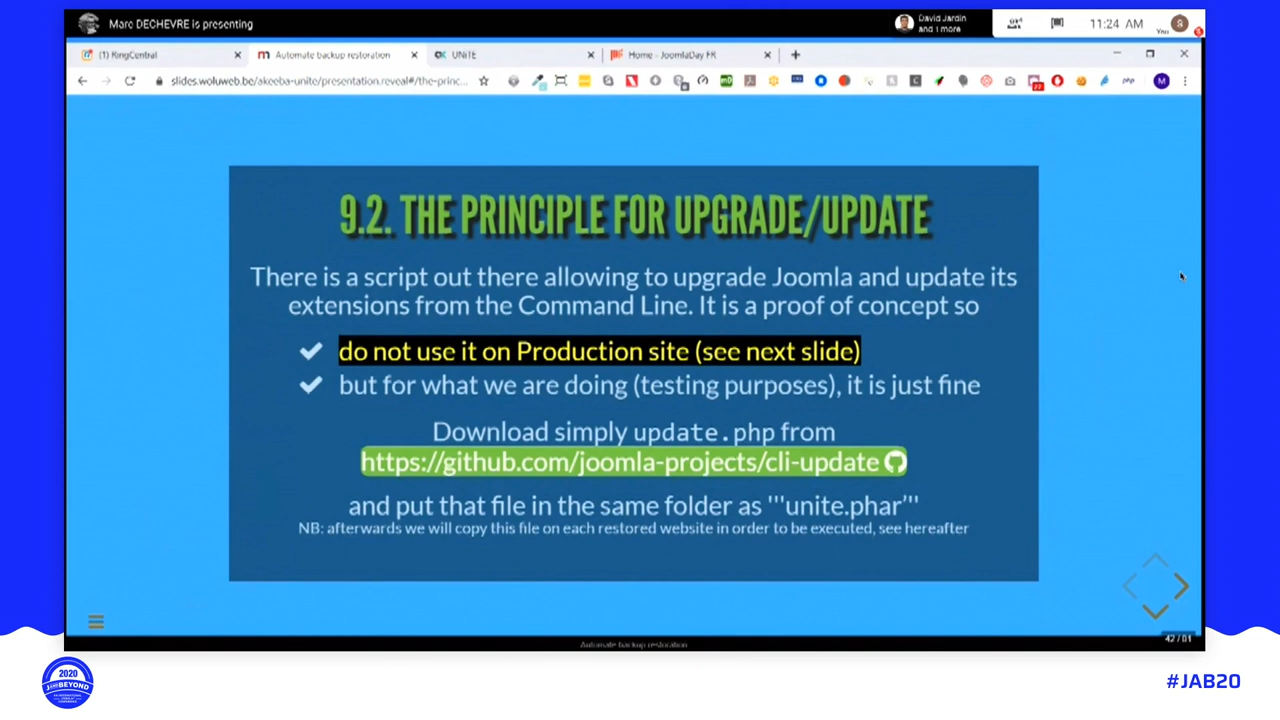 Marc DECHEVRE is presenting
David Jardin
and 1 more
11:24 AM
You
S
(1) RingCentral
Automate backup restoration
UNITE
Home - JoomlaDay FR
slides.woluweb.be/akeeba-unite/presentation.reveal#/the-princ...
M
9.2. THE PRINCIPLE FOR UPGRADE/UPDATE
There is a script out there allowing to upgrade Joomla and update its
extensions from the Command Line. It is a proof of concept so
do not use it on Production site (see next slide)
but for what we are doing (testing purposes), it is just fine
Download simply update.php from
https://github.com/joomla-projects/cli-update
and put that file in the same folder as '''unite.phar'''
NB: afterwards we will copy this file on each restored website in order to be executed, see hereafter
Automate backup restoration
2020
BEYOND
#JAB20